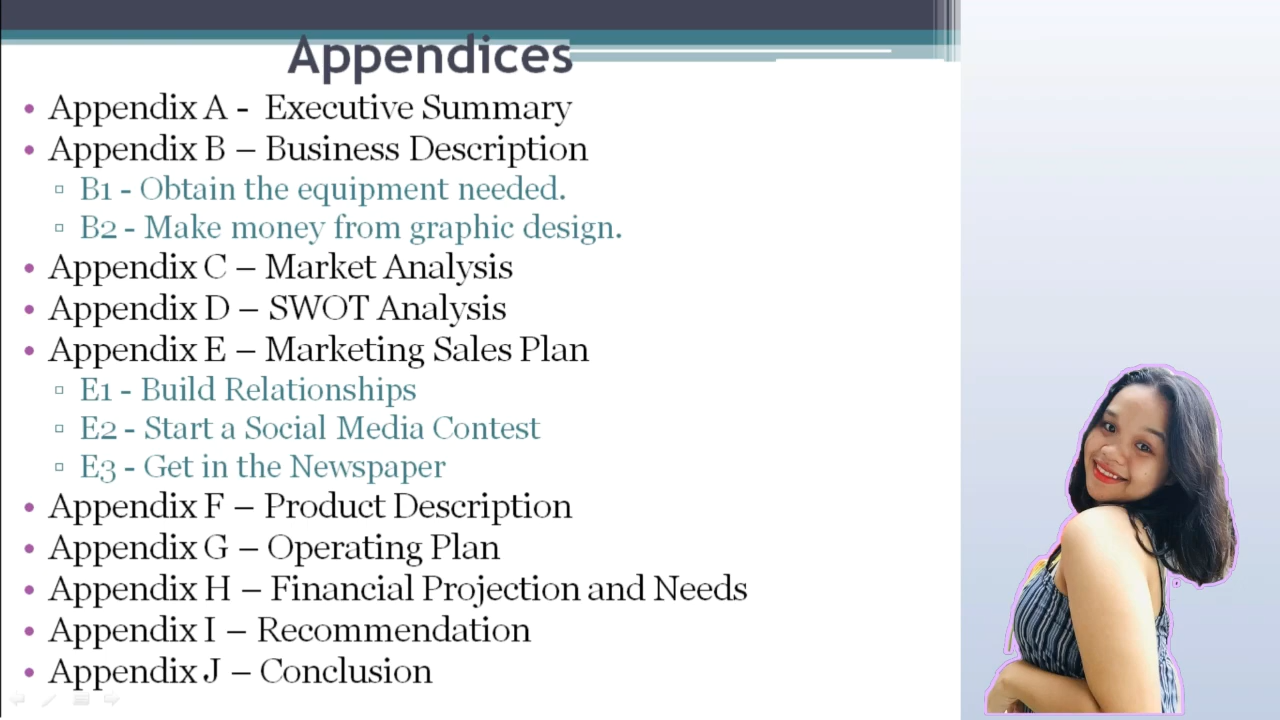 Appendices
• Appendix A - Executive Summary
• Appendix B – Business Description
▫ B1 - Obtain the equipment needed.
▫ B2 - Make money from graphic design.
• Appendix C – Market Analysis
• Appendix D – SWOT Analysis
• Appendix E – Marketing Sales Plan
▫ E1 - Build Relationships
▫ E2 - Start a Social Media Contest
▫ E3 - Get in the Newspaper
• Appendix F – Product Description
• Appendix G – Operating Plan
• Appendix H – Financial Projection and Needs
• Appendix I – Recommendation
• Appendix J – Conclusion